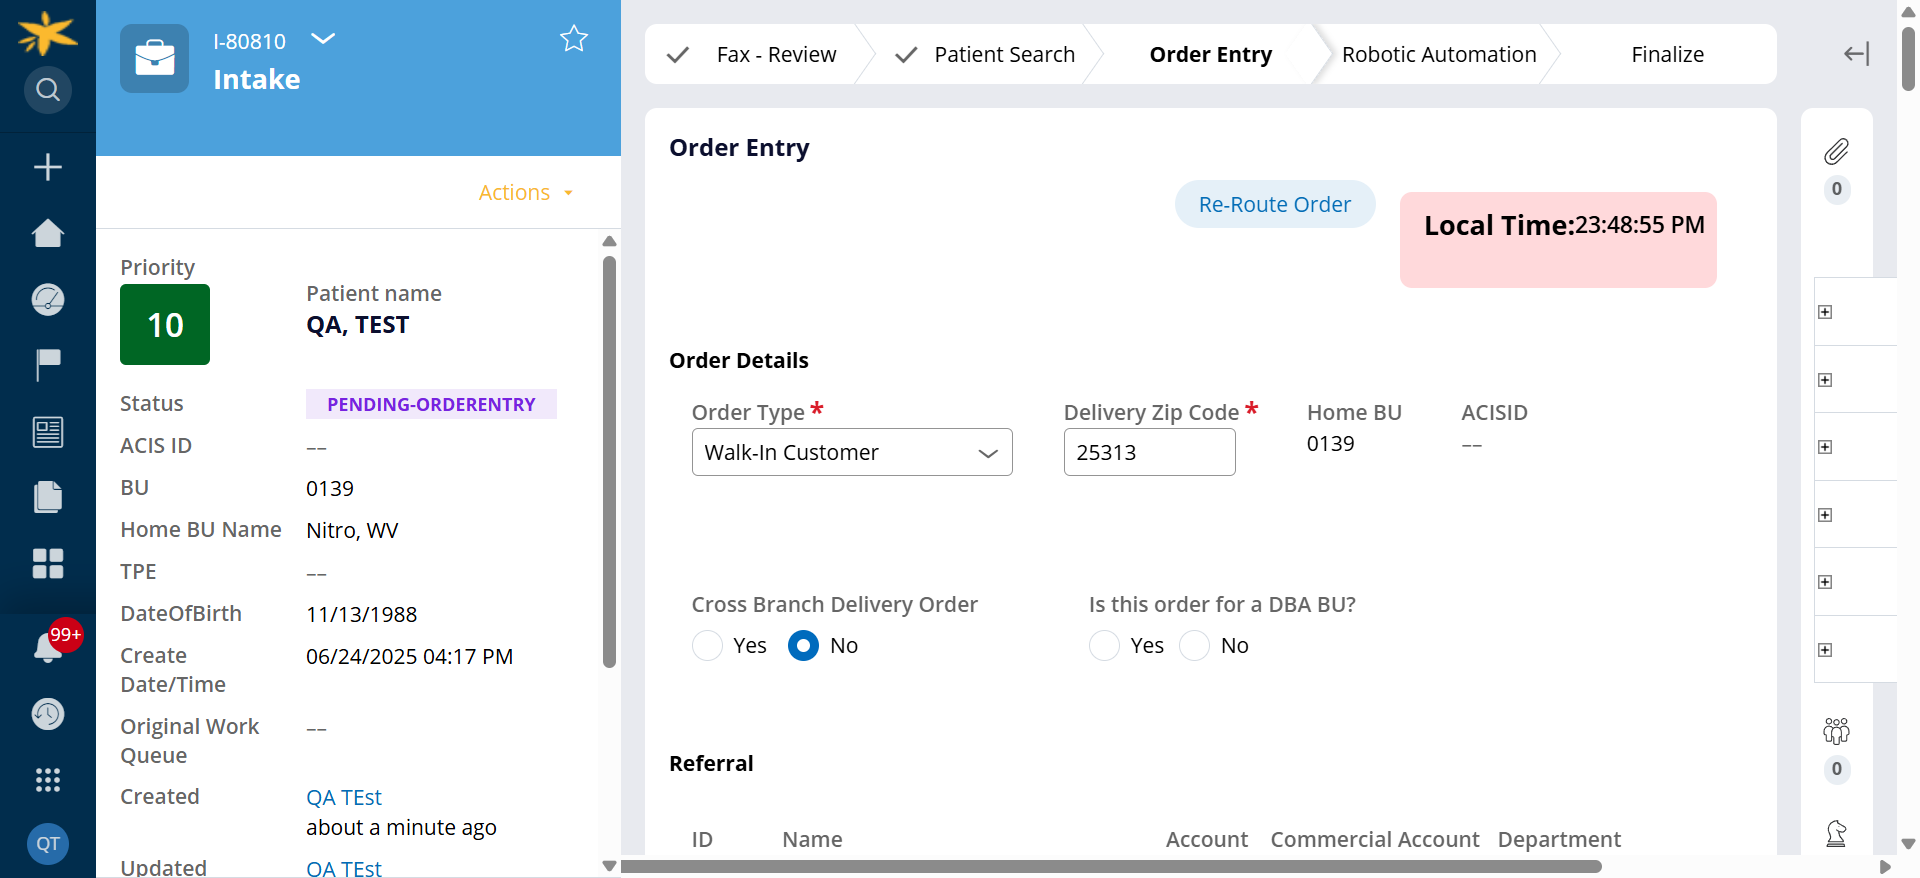 I-80810
Intake
Actions
Priority
10
Patient name
QA, TEST
Status
PENDING-ORDERENTRY
ACIS ID
––
BU
0139
Home BU Name
Nitro, WV
TPE
––
DateOfBirth
11/13/1988
Create
Date/Time
06/24/2025 04:17 PM
Original Work
Queue
––
Created
QA TEst
about a minute ago
Updated
QA TEst
99+
QT
Fax - Review
Patient Search
Order Entry
Robotic Automation
Finalize
Order Entry
Re-Route Order
Local Time:23:48:55 PM
Order Details
Order Type *
Walk-In Customer
Delivery Zip Code *
25313
Home BU
0139
ACISID
––
Cross Branch Delivery Order
Yes No
Is this order for a DBA BU?
Yes No
Referral
ID Name Account Commercial Account Department
0
0